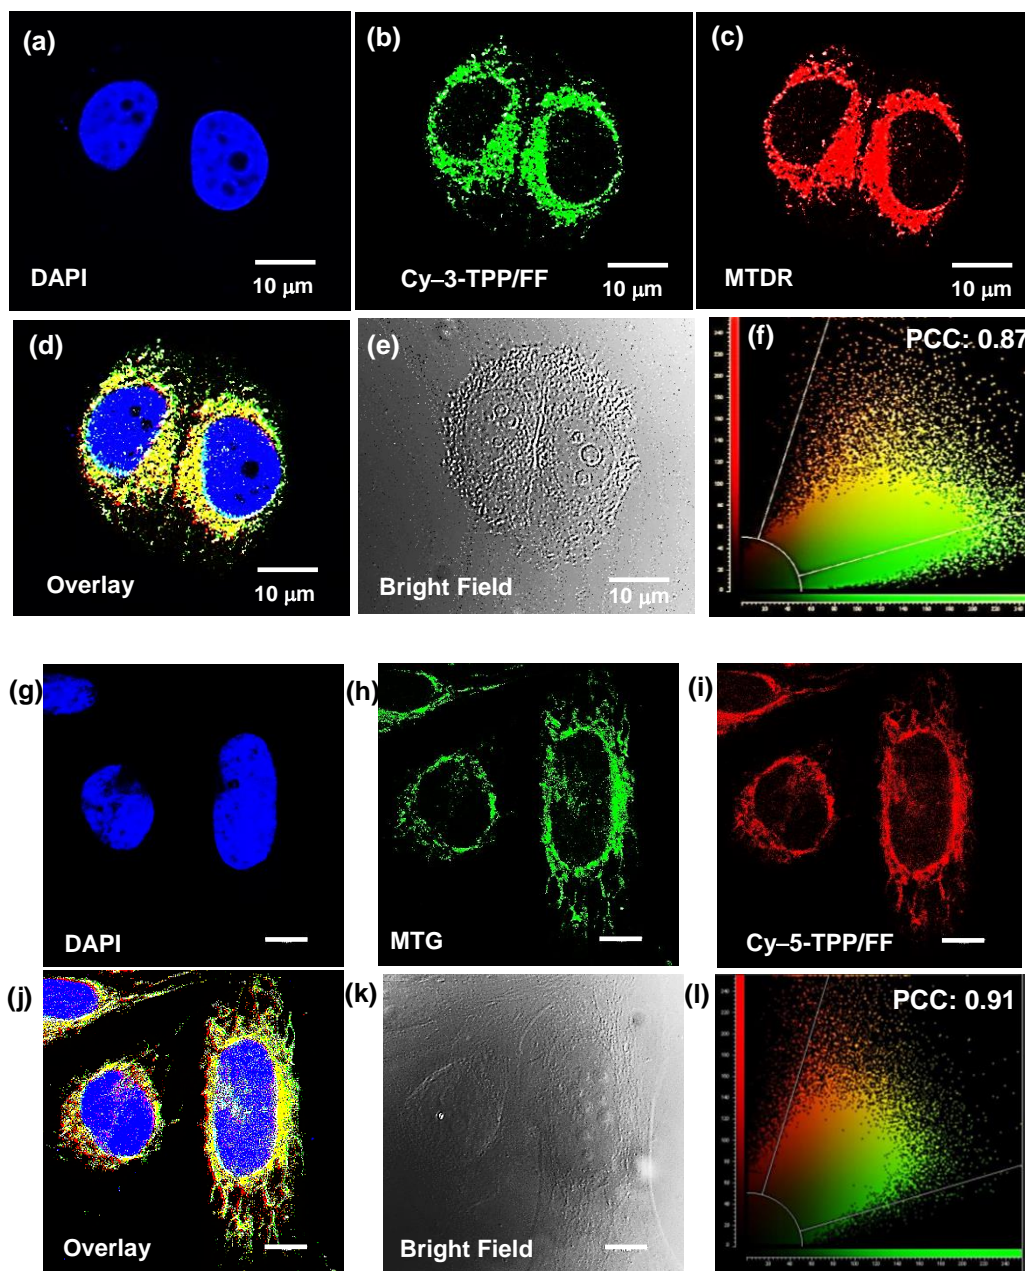 (a)
DAPI
10 μm
(b)
Cy–3-TPP/FF
10 μm
(c)
MTDR
10 μm
(d)
Overlay
10 μm
(e)
Bright Field
10 μm
(f)
PCC: 0.87
(g)
DAPI
(h)
MTG
(i)
Cy–5-TPP/FF
(j)
Overlay
(k)
Bright Field
(l)
PCC: 0.91